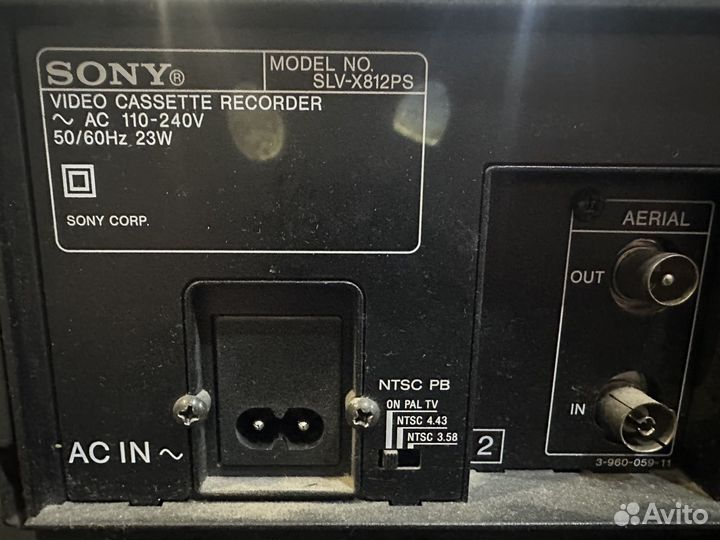 SONY®
MODEL NO.
SLV-X812PS
VIDEO CASSETTE RECORDER
~ AC 110-240V
50/60Hz 23W
SONY CORP.
AERIAL
OUT
IN
3-960-059-11
NTSC PB
ON PAL TV
NTSC 4.43
NTSC 3.58
AC IN ~
2
Avito